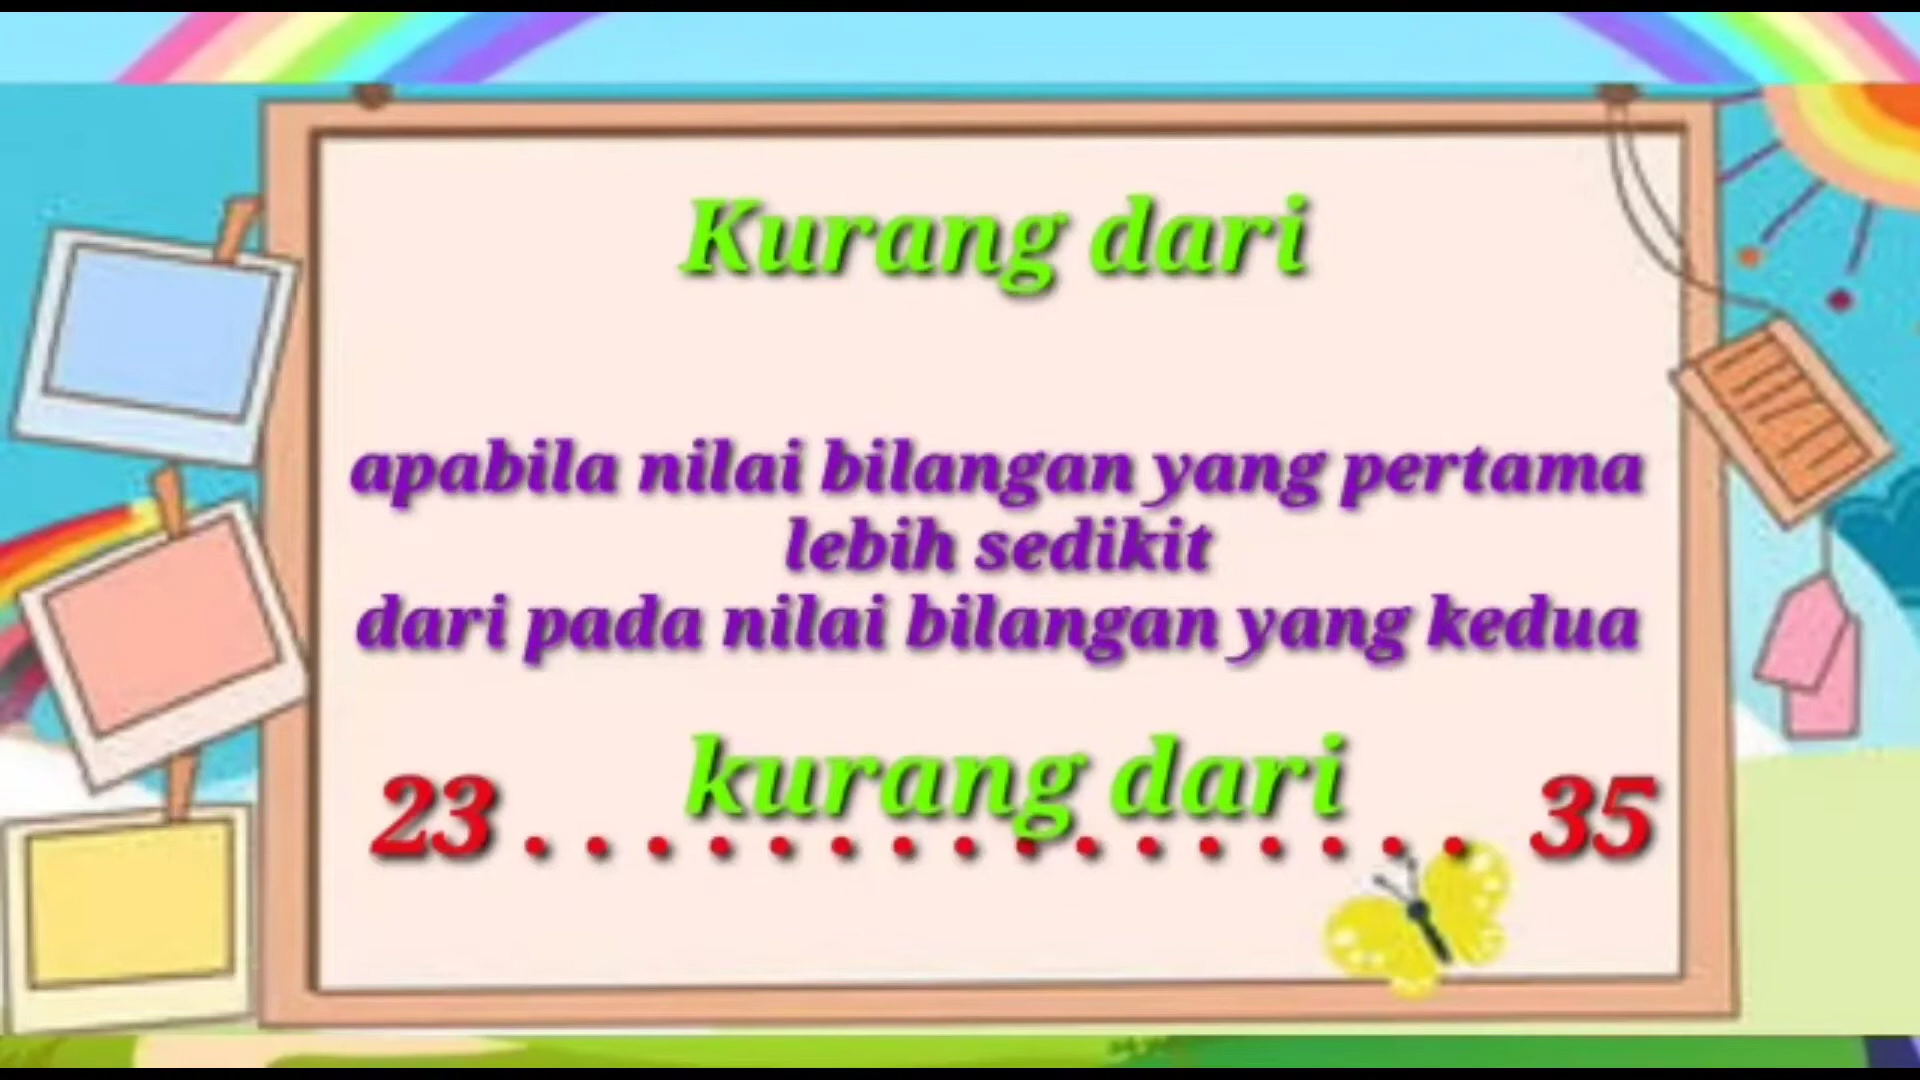 Kurang dari
apabila nilai bilangan yang pertama
lebih sedikit
dari pada nilai bilangan yang kedua
23 . . . . . . . . . . . . . . . . kurang dari 35